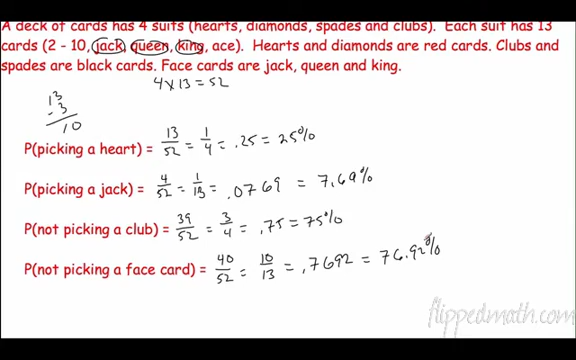 A deck of cards has 4 suits (hearts, diamonds, spades and clubs). Each suit has 13
cards (2 - 10, jack, queen, king, ace). Hearts and diamonds are red cards. Clubs and
spades are black cards. Face cards are jack, queen and king.
4 x 13 = 52
13
- 3
10
P(picking a heart) = 13/52 = 1/4 = .25 = 25%
P(picking a jack) = 4/52 = 1/13 = .0769 = 7.69%
P(not picking a club) = 39/52 = 3/4 = .75 = 75%
P(not picking a face card) = 40/52 = 10/13 = .7692 = 76.92%
flippedmath.com